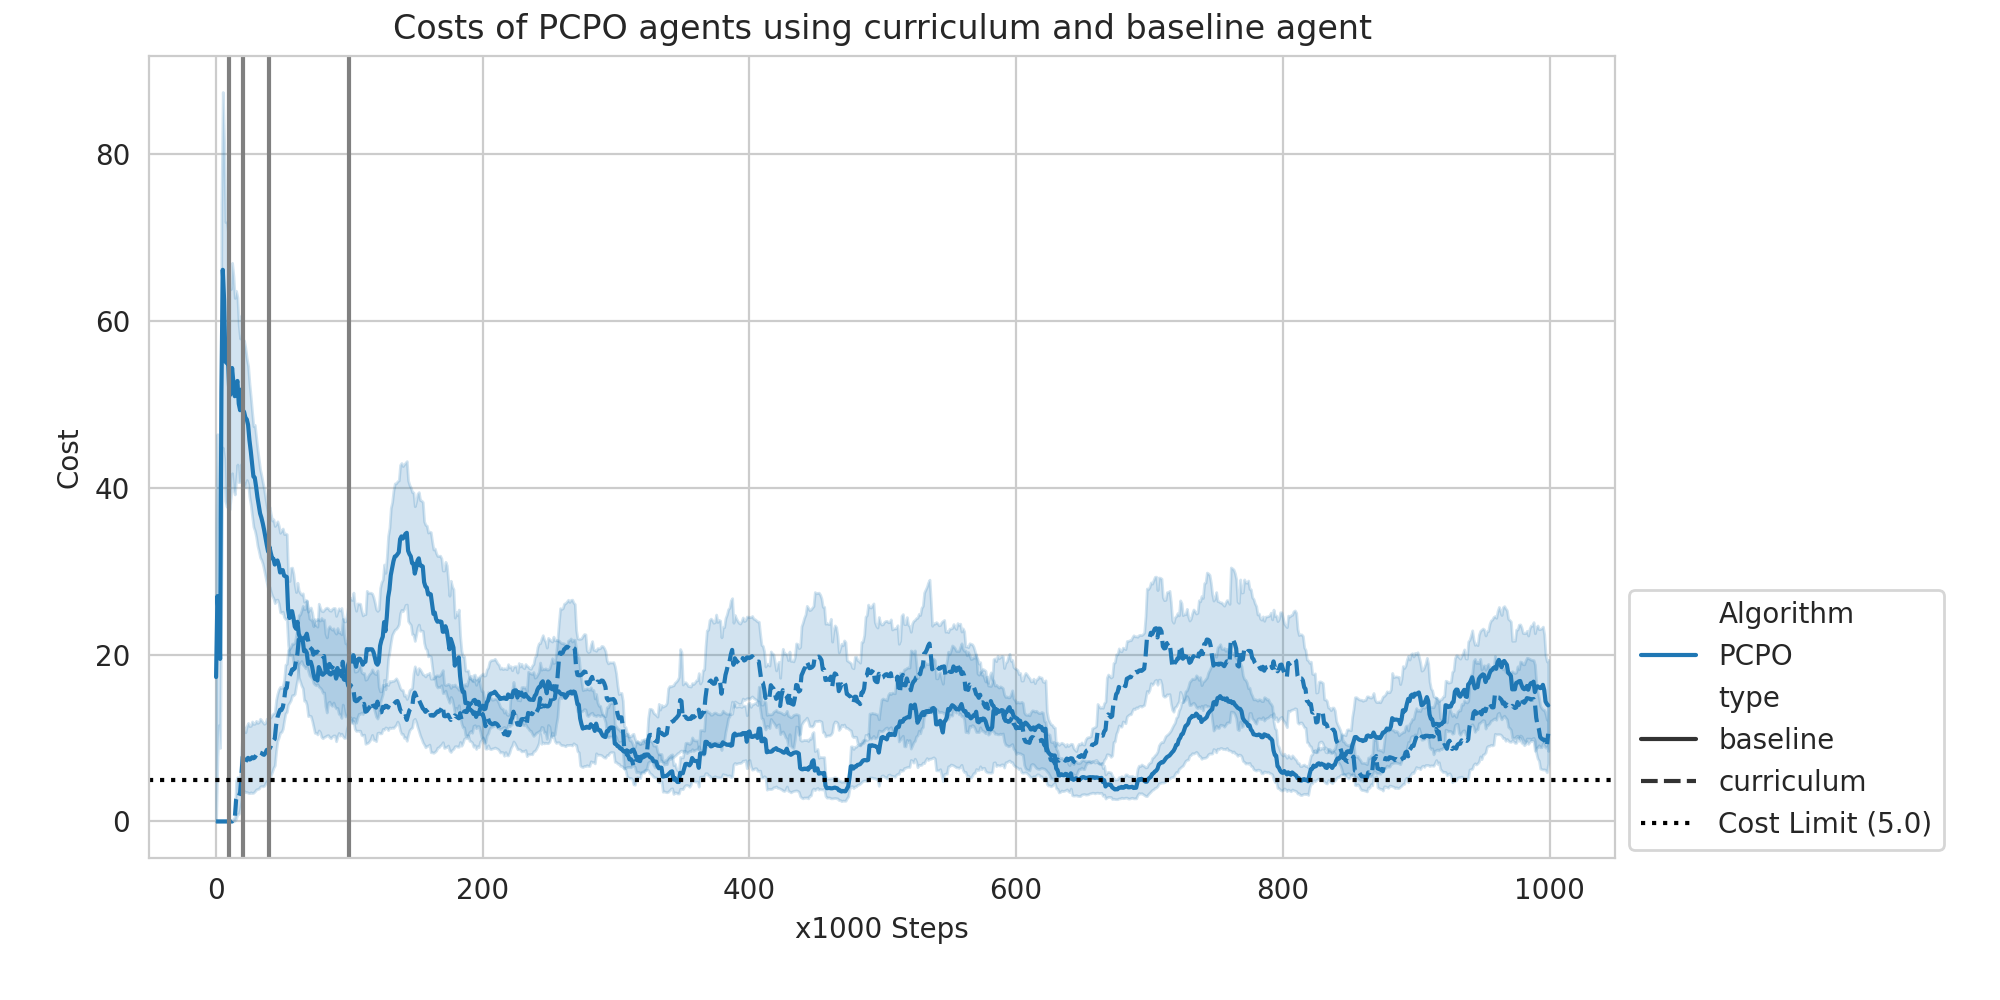 Costs of PCPO agents using curriculum and baseline agent
80
60
40
20
0
Cost
0 200 400 600 800 1000
x1000 Steps
Algorithm
PCPO
type
baseline
curriculum
Cost Limit (5.0)